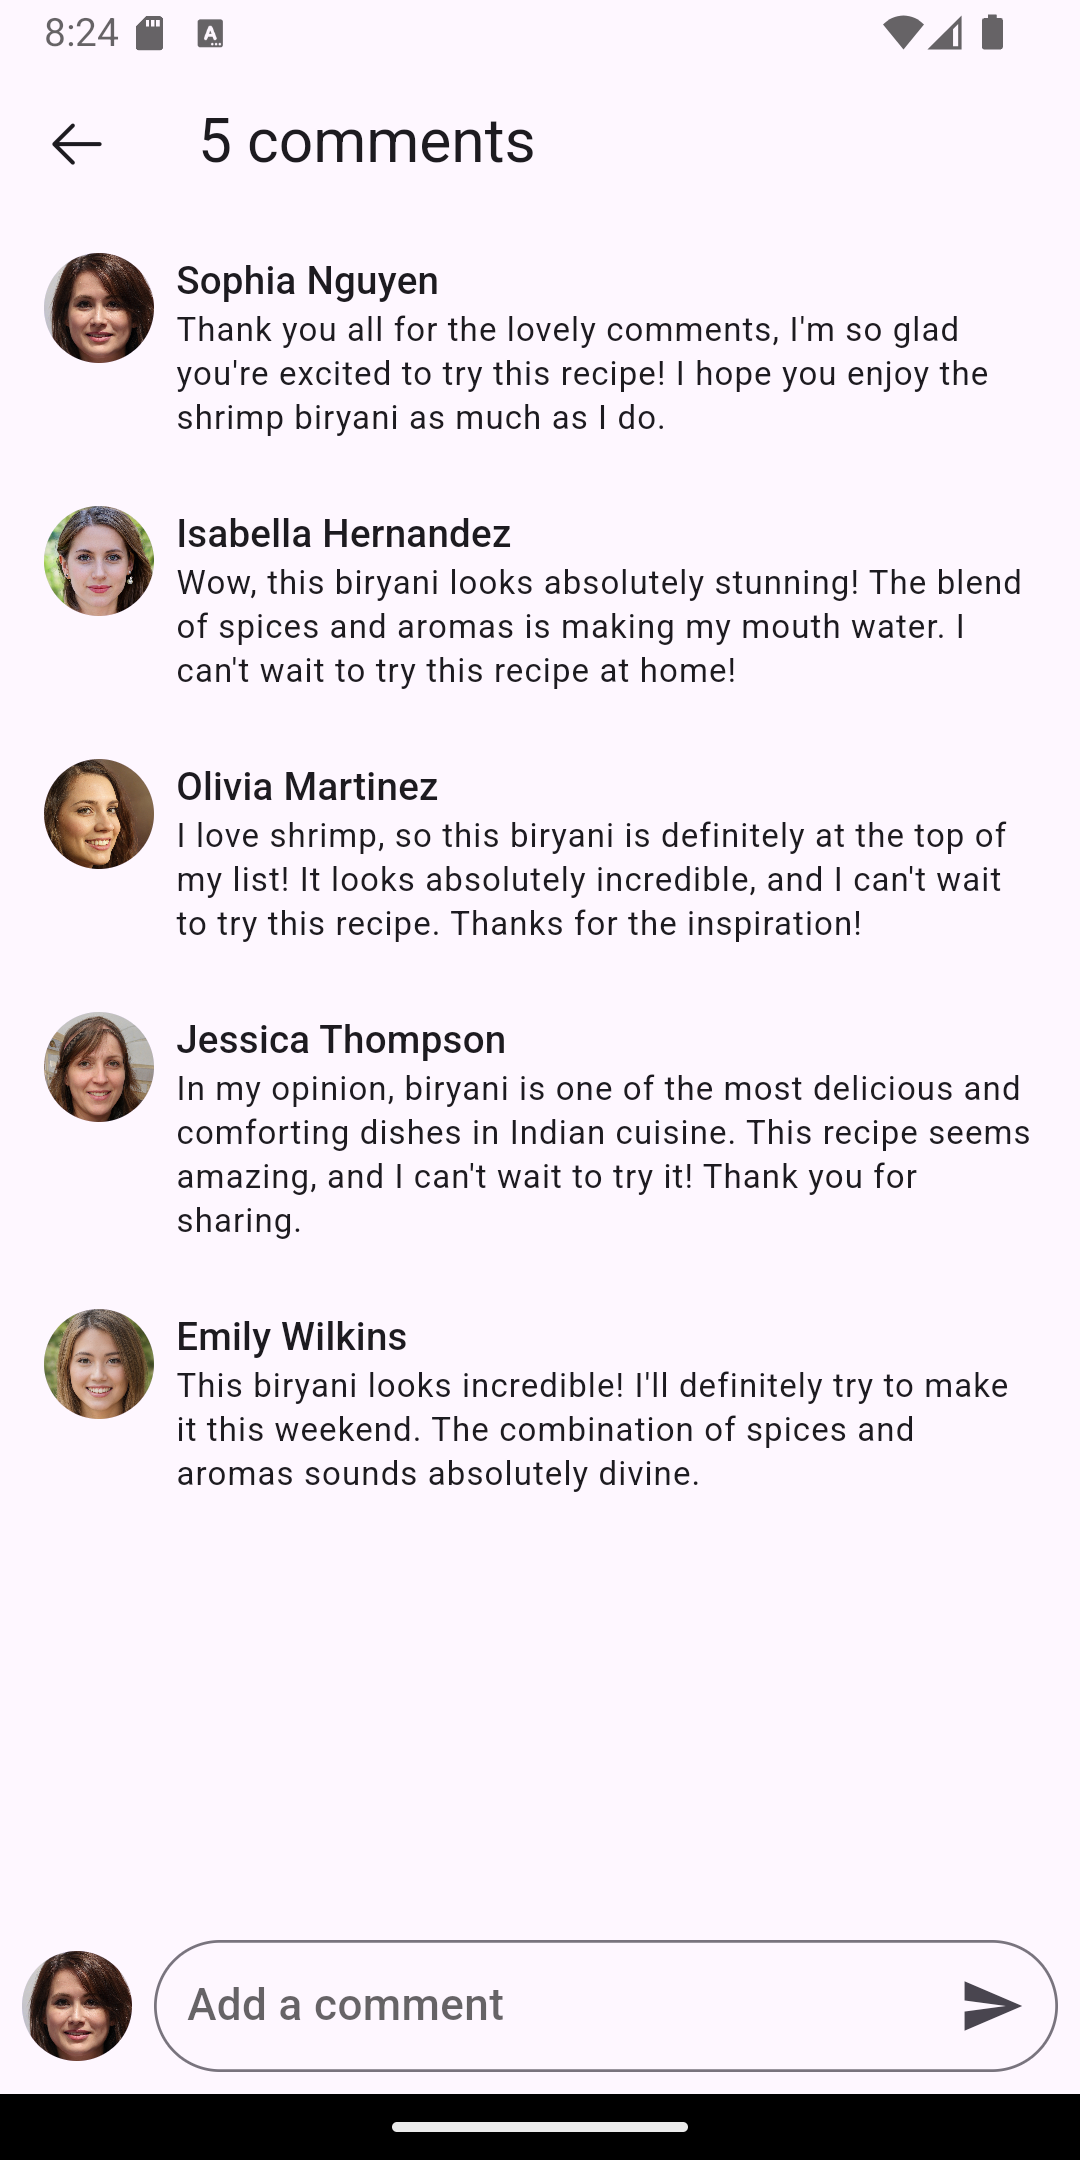 8:24
5 comments
Sophia Nguyen
Thank you all for the lovely comments, I'm so glad
you're excited to try this recipe! I hope you enjoy the
shrimp biryani as much as I do.
Isabella Hernandez
Wow, this biryani looks absolutely stunning! The blend
of spices and aromas is making my mouth water. I
can't wait to try this recipe at home!
Olivia Martinez
I love shrimp, so this biryani is definitely at the top of
my list! It looks absolutely incredible, and I can't wait
to try this recipe. Thanks for the inspiration!
Jessica Thompson
In my opinion, biryani is one of the most delicious and
comforting dishes in Indian cuisine. This recipe seems
amazing, and I can't wait to try it! Thank you for
sharing.
Emily Wilkins
This biryani looks incredible! I'll definitely try to make
it this weekend. The combination of spices and
aromas sounds absolutely divine.
Add a comment